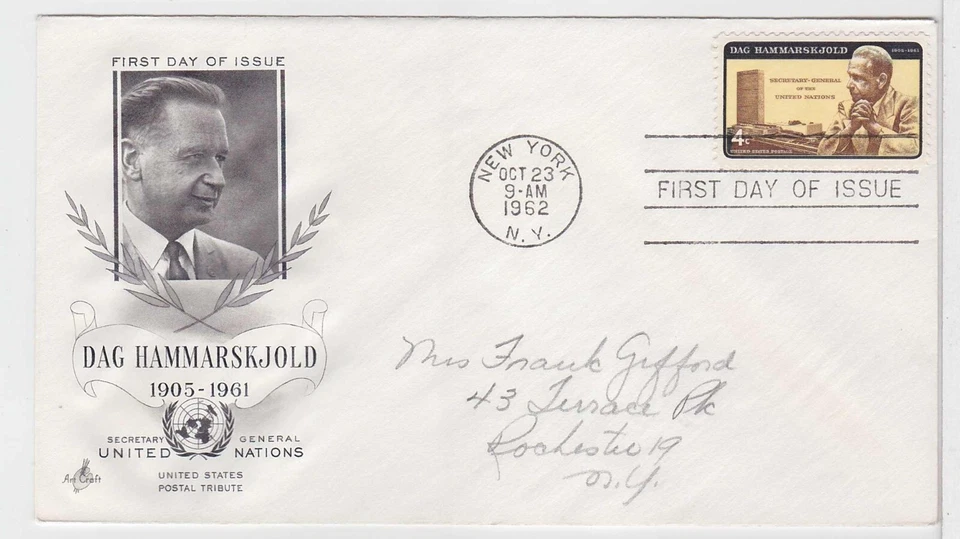 FIRST DAY OF ISSUE
DAG HAMMARSKJOLD
1905-1961
SECRETARY GENERAL
UNITED NATIONS
UNITED STATES
POSTAL TRIBUTE
Art Craft
NEW YORK
OCT 23
9-AM
1962
N. Y.
DAG HAMMARSKJOLD 1905-1961
SECRETARY-GENERAL
OF THE
UNITED NATIONS
4c
UNITED STATES POSTAGE
FIRST DAY OF ISSUE
Mrs Frank Gifford
43 Terrace Pk
Rochester 19
N.Y.